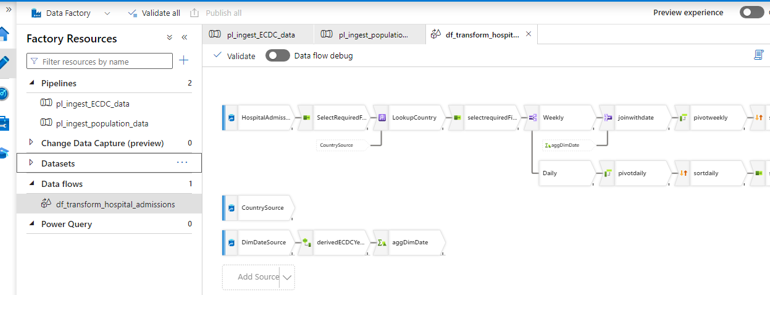 Data Factory
Validate all
Publish all
Preview experience
Factory Resources
Filter resources by name
Pipelines 2
pl_ingest_ECDC_data
pl_ingest_population_data
Change Data Capture (preview) 0
Datasets ...
Data flows 1
df_transform_hospital_admissions
Power Query 0
pl_ingest_ECDC_data
pl_ingest_populatio...
df_transform_hospit...
Validate
Data flow debug
HospitalAdmiss...
SelectRequiredF...
LookupCountry
selectrequiredFi...
Weekly
joinwithdate
pivotweekly
CountrySource
aggDimDate
Daily
pivotdaily
sortdaily
CountrySource
DimDateSource
derivedECDCYe...
aggDimDate
Add Source